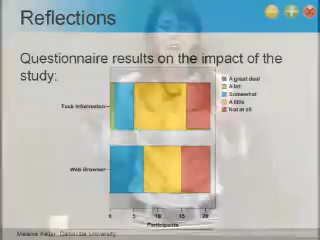 Reflections
Questionnaire results on the impact of the
study:
A great deal
A lot
Somewhat
A little
Not at all
Task Information
Web Browser
0 5 10 15 20
Participants
Melanie Kellar, Dalhousie University